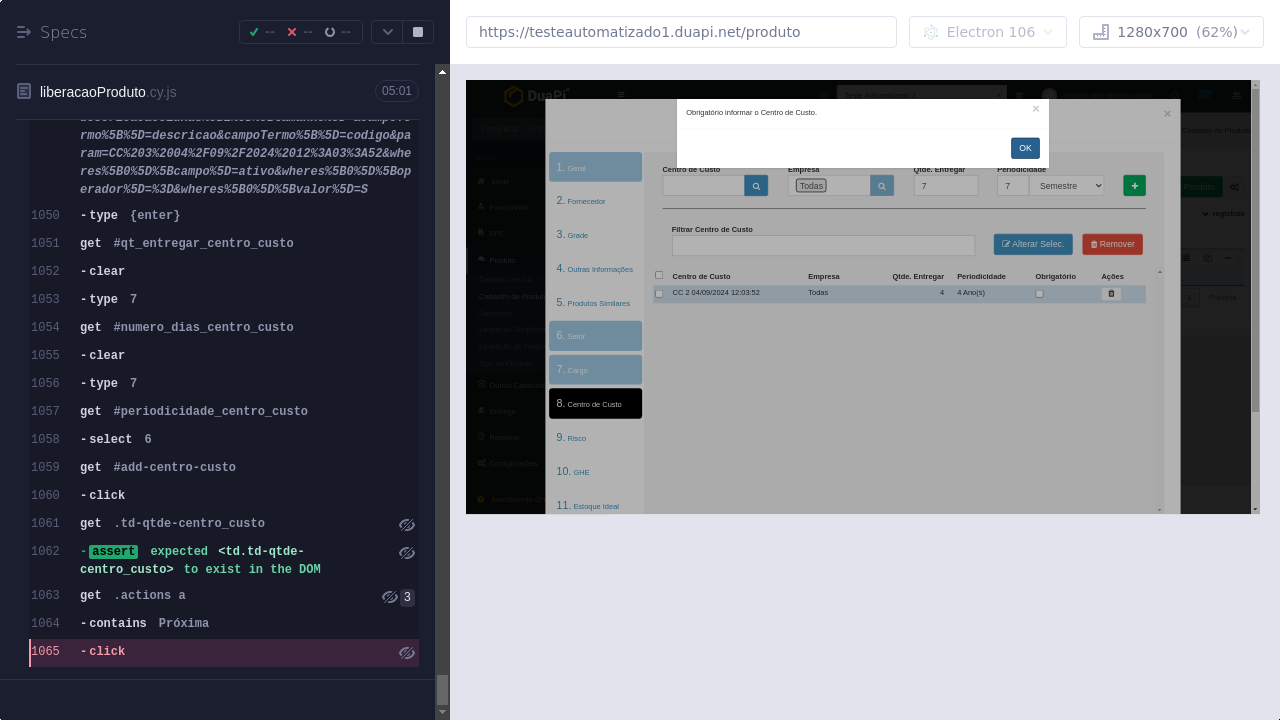 Specs
--
--
--
https://testeautomatizado1.duapi.net/produto
Electron 106
1280x700 (62%)
liberacaoProduto.cy.js
05:01
rmo%5B%5D=descricao&campoTermo%5B%5D=codigo&pa
ram=CC%203%2004%2F09%2F2024%2012%3A03%3A52&whe
res%5B0%5D%5Bcampo%5D=ativo&wheres%5B0%5D%5Bop
erador%5D=%3D&wheres%5B0%5D%5Bvalor%5D=S
1050 -type {enter}
1051 get #qt_entregar_centro_custo
1052 -clear
1053 -type 7
1054 get #numero_dias_centro_custo
1055 -clear
1056 -type 7
1057 get #periodicidade_centro_custo
1058 -select 6
1059 get #add-centro-custo
1060 -click
1061 get .td-qtde-centro_custo
1062 -assert expected <td.td-qtde-
centro_custo> to exist in the DOM
1063 get .actions a 3
1064 -contains Próxima
1065 -click
DuaPi
Obrigatório informar o Centro de Custo.
×
OK
×
1. Geral
2. Fornecedor
3. Grade
4. Outras Informações
5. Produtos Similares
6. Setor
7. Cargo
8. Centro de Custo
9. Risco
10. GHE
11. Estoque Ideal
Centro de Custo
Empresa
Qtde. Entregar
Periodicidade
Todas
7
7
Semestre
Filtrar Centro de Custo
Alterar Selec.
Remover
Centro de Custo Empresa Qtde. Entregar Periodicidade Obrigatório Ações
CC 2 04/09/2024 12:03:52 Todas 4 4 Ano(s)
Produto
registros
Próxima